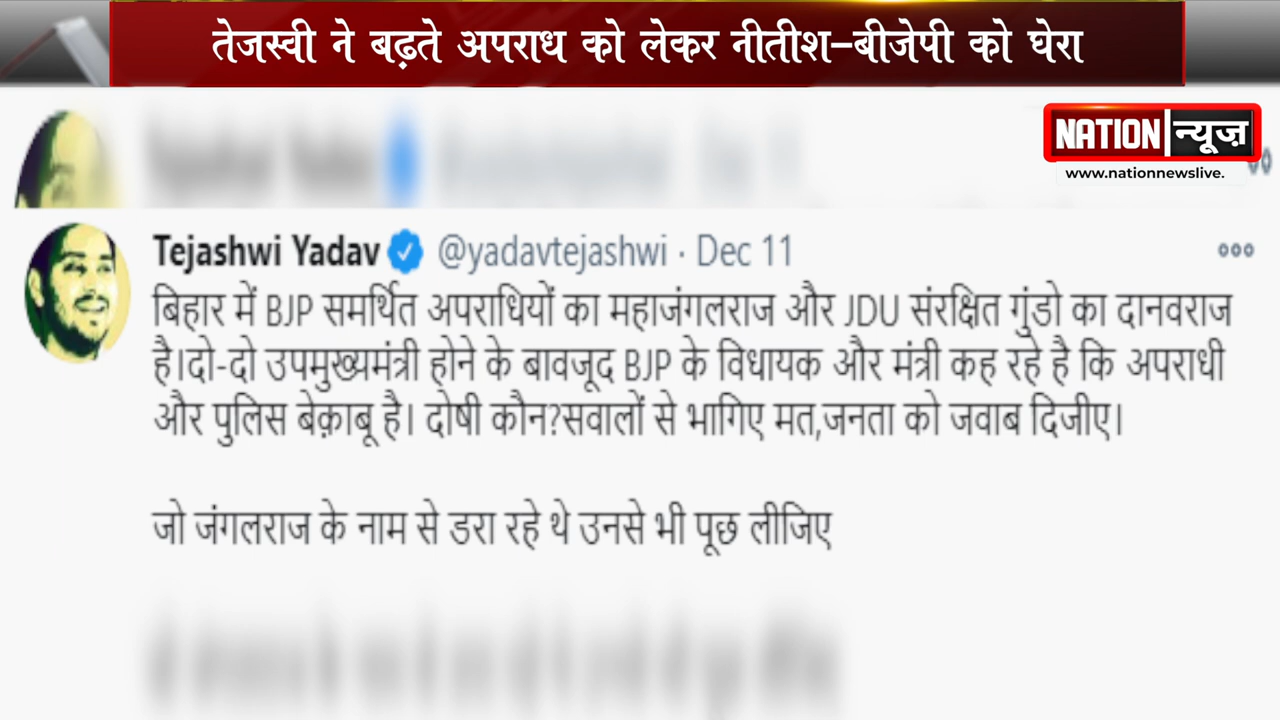 तेजस्वी ने बढ़ते अपराध को लेकर नीतीश-बीजेपी को घेरा
NATION न्यूज़
www.nationnewslive.
Tejashwi Yadav @yadavtejashwi · Dec 11
बिहार में BJP समर्थित अपराधियों का महाजंगलराज और JDU संरक्षित गुंडो का दानवराज
है।दो-दो उपमुख्यमंत्री होने के बावजूद BJP के विधायक और मंत्री कह रहे है कि अपराधी
और पुलिस बेक़ाबू है। दोषी कौन?सवालों से भागिए मत,जनता को जवाब दिजीए।
जो जंगलराज के नाम से डरा रहे थे उनसे भी पूछ लीजिए